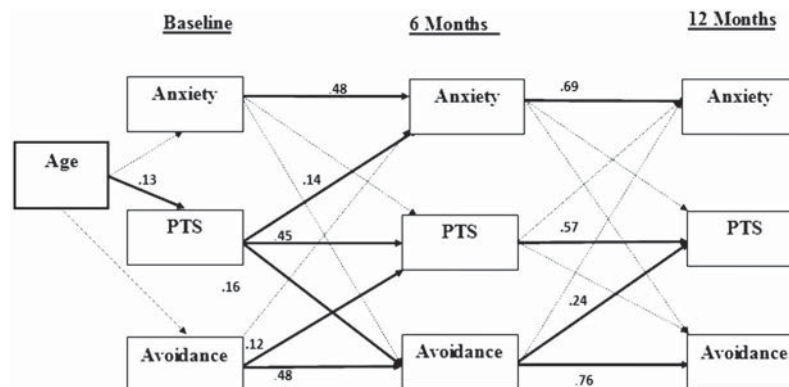 Baseline 6 Months 12 Months
Anxiety .48 Anxiety .69 Anxiety
Age
.13 .14
PTS .45 PTS .57 PTS
.16 .24
.12
Avoidance .48 Avoidance .76 Avoidance